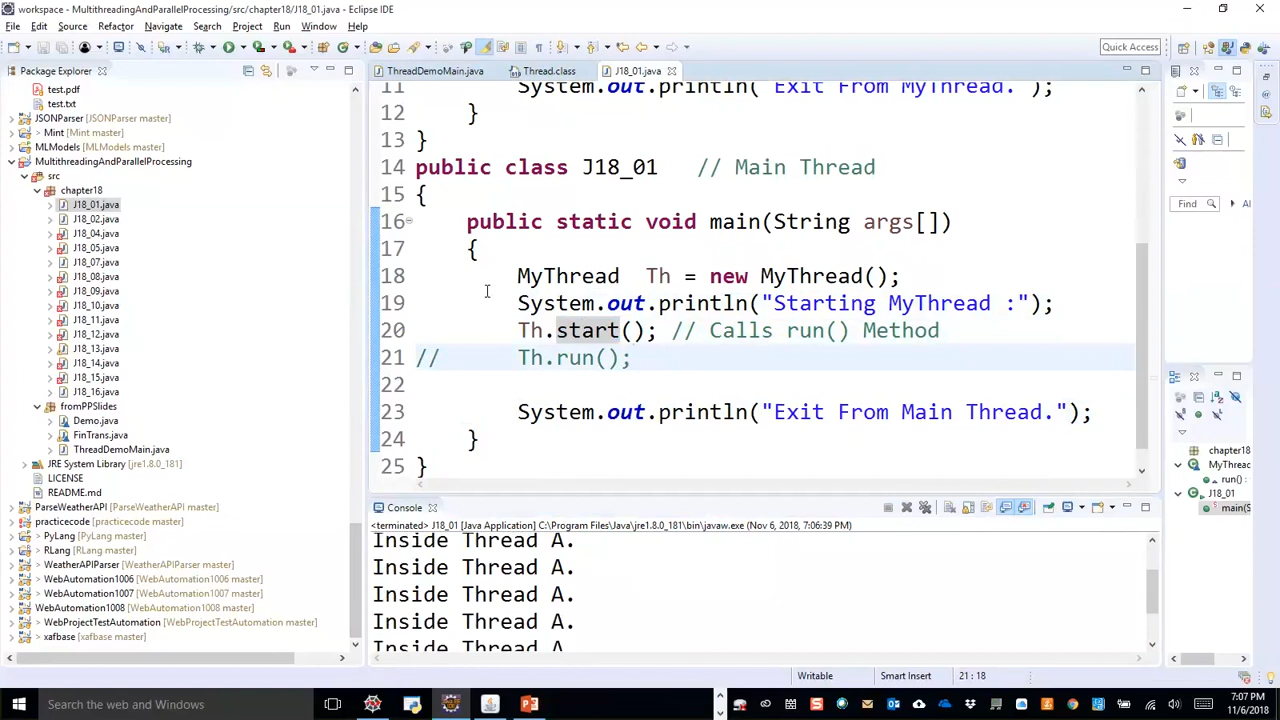 workspace - MultithreadingAndParallelProcessing/src/chapter18/J18_01.java - Eclipse IDE
File Edit Source Refactor Navigate Search Project Run Window Help
Quick Access
Package Explorer
ThreadDemoMain.java Thread.class J18_01.java
test.pdf
test.txt
JSONParser [JSONParser master]
Mint [Mint master]
MLModels [MLModels master]
MultithreadingAndParallelProcessing
src
chapter18
J18_01.java
J18_02.java
J18_04.java
J18_05.java
J18_07.java
J18_08.java
J18_09.java
J18_10.java
J18_11.java
J18_12.java
J18_13.java
J18_14.java
J18_15.java
J18_16.java
fromPPSlides
Demo.java
FinTrans.java
ThreadDemoMain.java
JRE System Library [jre1.8.0_181]
LICENSE
README.md
ParseWeatherAPI [ParseWeatherAPI master]
practicecode [practicecode master]
PyLang [PyLang master]
RLang [RLang master]
WeatherAPIParser [WeatherAPIParser master]
WebAutomation1006 [WebAutomation1006 master]
WebAutomation1007 [WebAutomation1007 master]
WebAutomation1008 [WebAutomation1008 master]
WebProjectTestAutomation [WebProjectTestAutomation master]
xafbase [xafbase master]
11 System.out.println("Exit From MyThread.");
12 }
13 }
14 public class J18_01 // Main Thread
15 {
16 public static void main(String args[])
17 {
18 MyThread Th = new MyThread();
19 System.out.println("Starting MyThread :");
20 Th.start(); // Calls run() Method
21 // Th.run();
22
23 System.out.println("Exit From Main Thread.");
24 }
25 }
Find Al
chapter18
MyThread
run() :
J18_01
main(S
Console
<terminated> J18_01 [Java Application] C:\Program Files\Java\jre1.8.0_181\bin\javaw.exe (Nov 6, 2018, 7:06:39 PM)
Inside Thread A.
Inside Thread A.
Inside Thread A.
Inside Thread A.
Inside Thread A.
Writable Smart Insert 21 : 18
Search the web and Windows
7:07 PM
11/6/2018